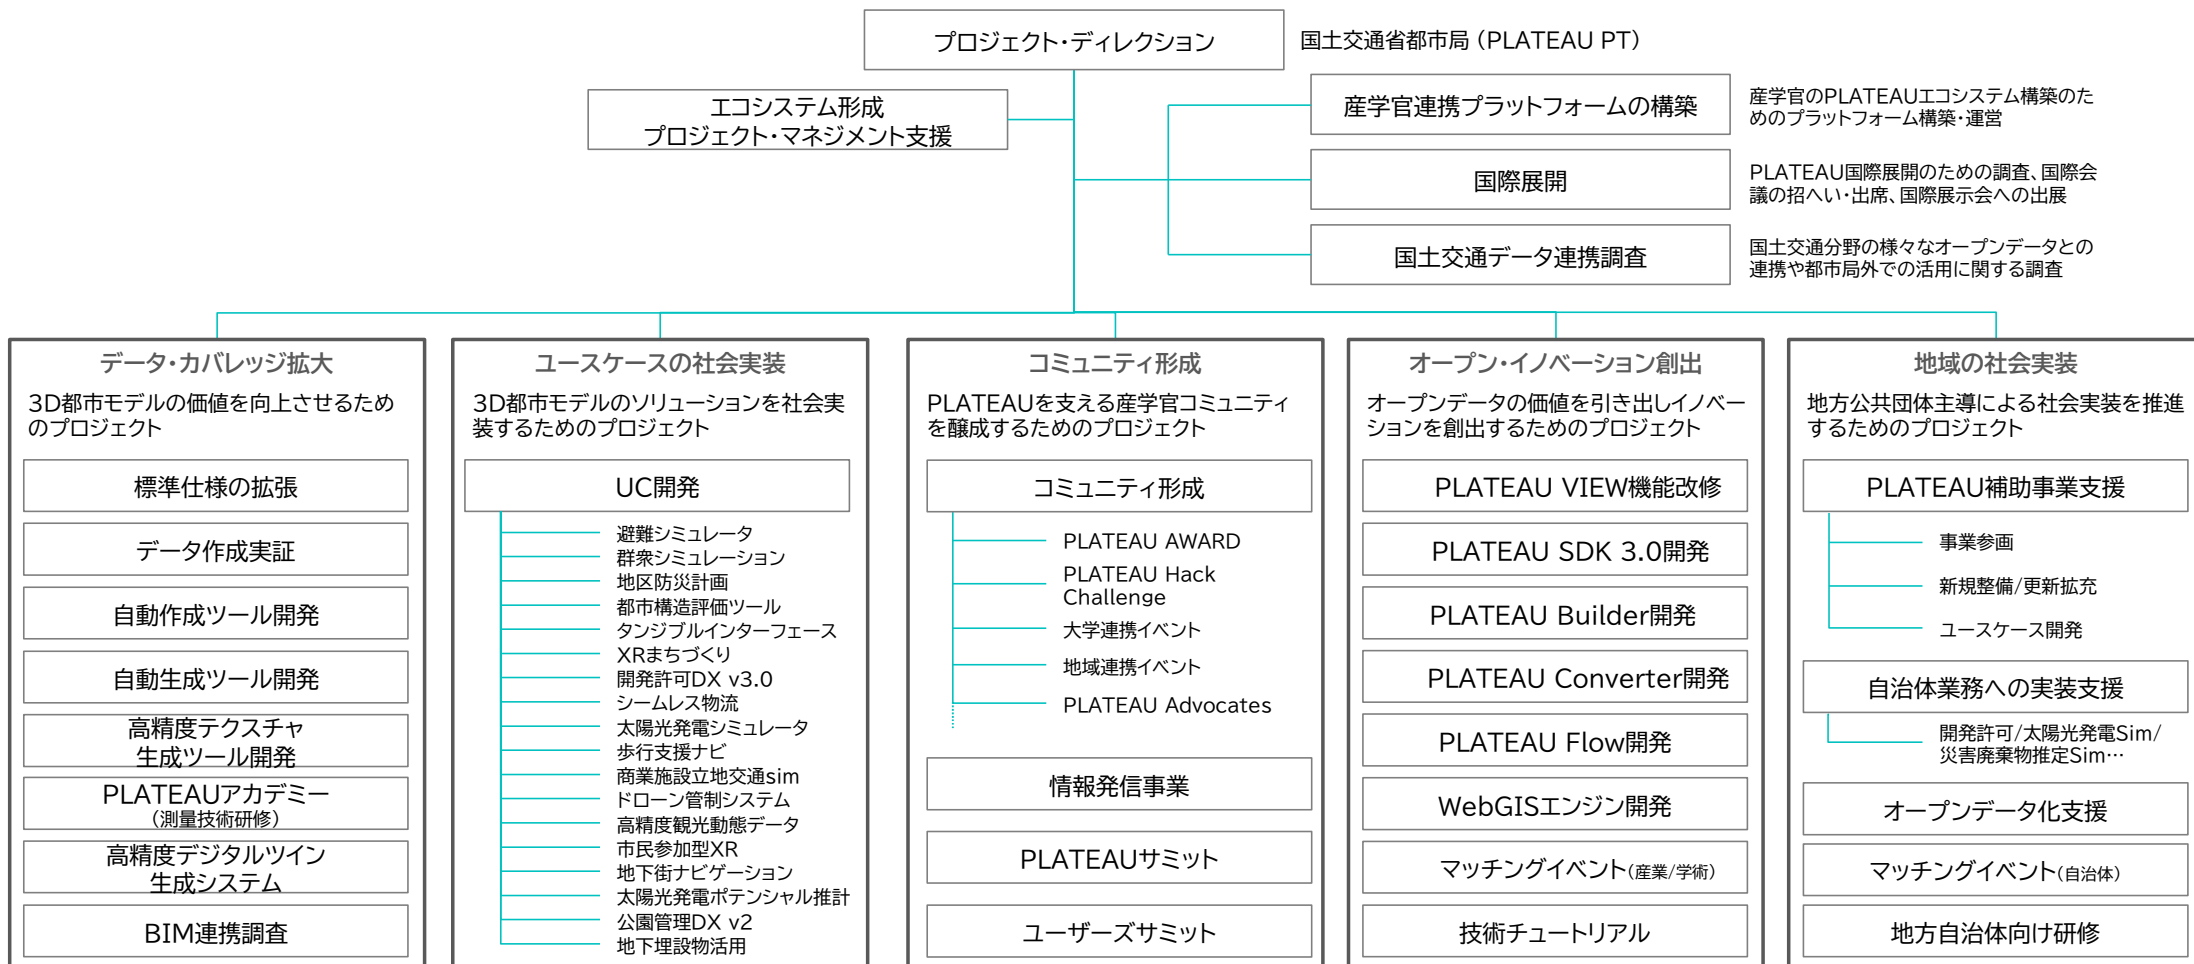 プロジェクト・ディレクション
国土交通省都市局 (PLATEAU PT)
エコシステム形成
プロジェクト・マネジメント支援
産学官連携プラットフォームの構築
産学官のPLATEAUエコシステム構築のた
めのプラットフォーム構築・運営
国際展開
PLATEAU国際展開のための調査、国際会
議の招へい・出席、国際展示会への出展
国土交通データ連携調査
国土交通分野の様々なオープンデータとの
連携や都市局外での活用に関する調査
データ・カバレッジ拡大
3D都市モデルの価値を向上させるため
のプロジェクト
標準仕様の拡張
データ作成実証
自動作成ツール開発
自動生成ツール開発
高精度テクスチャ
生成ツール開発
PLATEAUアカデミー
(測量技術研修)
高精度デジタルツイン
生成システム
BIM連携調査
ユースケースの社会実装
3D都市モデルのソリューションを社会実
装するためのプロジェクト
UC開発
避難シミュレータ
群衆シミュレーション
地区防災計画
都市構造評価ツール
タンジブルインターフェース
XRまちづくり
開発許可DX v3.0
シームレス物流
太陽光発電シミュレータ
歩行支援ナビ
商業施設立地交通sim
ドローン管制システム
高精度観光動態データ
市民参加型XR
地下街ナビゲーション
太陽光発電ポテンシャル推計
公園管理DX v2
地下埋設物活用
コミュニティ形成
PLATEAUを支える産学官コミュニティ
を醸成するためのプロジェクト
コミュニティ形成
PLATEAU AWARD
PLATEAU Hack
Challenge
大学連携イベント
地域連携イベント
PLATEAU Advocates
情報発信事業
PLATEAUサミット
ユーザーズサミット
オープン・イノベーション創出
オープンデータの価値を引き出しイノベー
ションを創出するためのプロジェクト
PLATEAU VIEW機能改修
PLATEAU SDK 3.0開発
PLATEAU Builder開発
PLATEAU Converter開発
PLATEAU Flow開発
WebGISエンジン開発
マッチングイベント(産業/学術)
技術チュートリアル
地域の社会実装
地方公共団体主導による社会実装を推進
するためのプロジェクト
PLATEAU補助事業支援
事業参画
新規整備/更新拡充
ユースケース開発
自治体業務への実装支援
開発許可/太陽光発電Sim/
災害廃棄物推定Sim…
オープンデータ化支援
マッチングイベント(自治体)
地方自治体向け研修